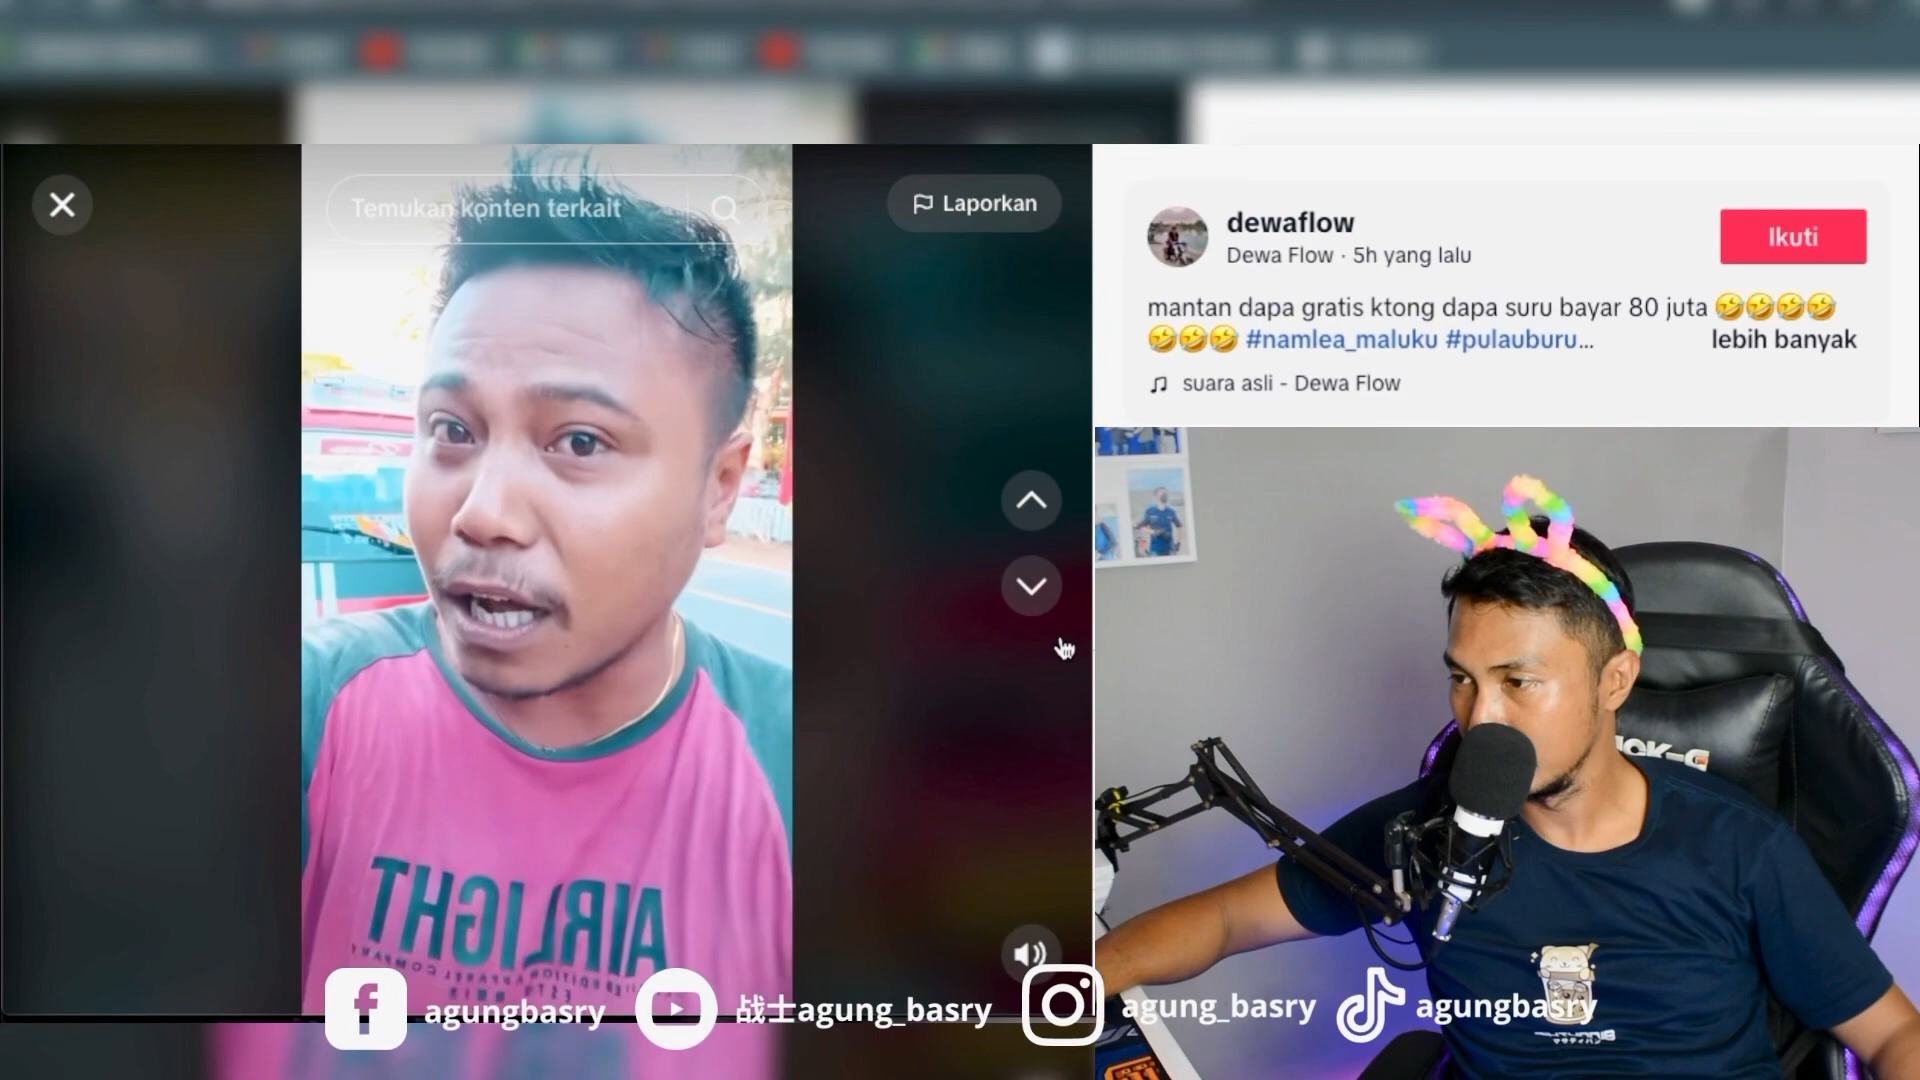 Temukan konten terkait
Laporkan
dewaflow
Dewa Flow · 5h yang lalu
Ikuti
mantan dapa gratis ktong dapa suru bayar 80 juta 🤣🤣🤣🤣
🤣🤣🤣 #namlea_maluku #pulauburu... lebih banyak
suara asli - Dewa Flow
AIRLIGHT
agungbasry
战士agung_basry
agung_basry
agungbasry